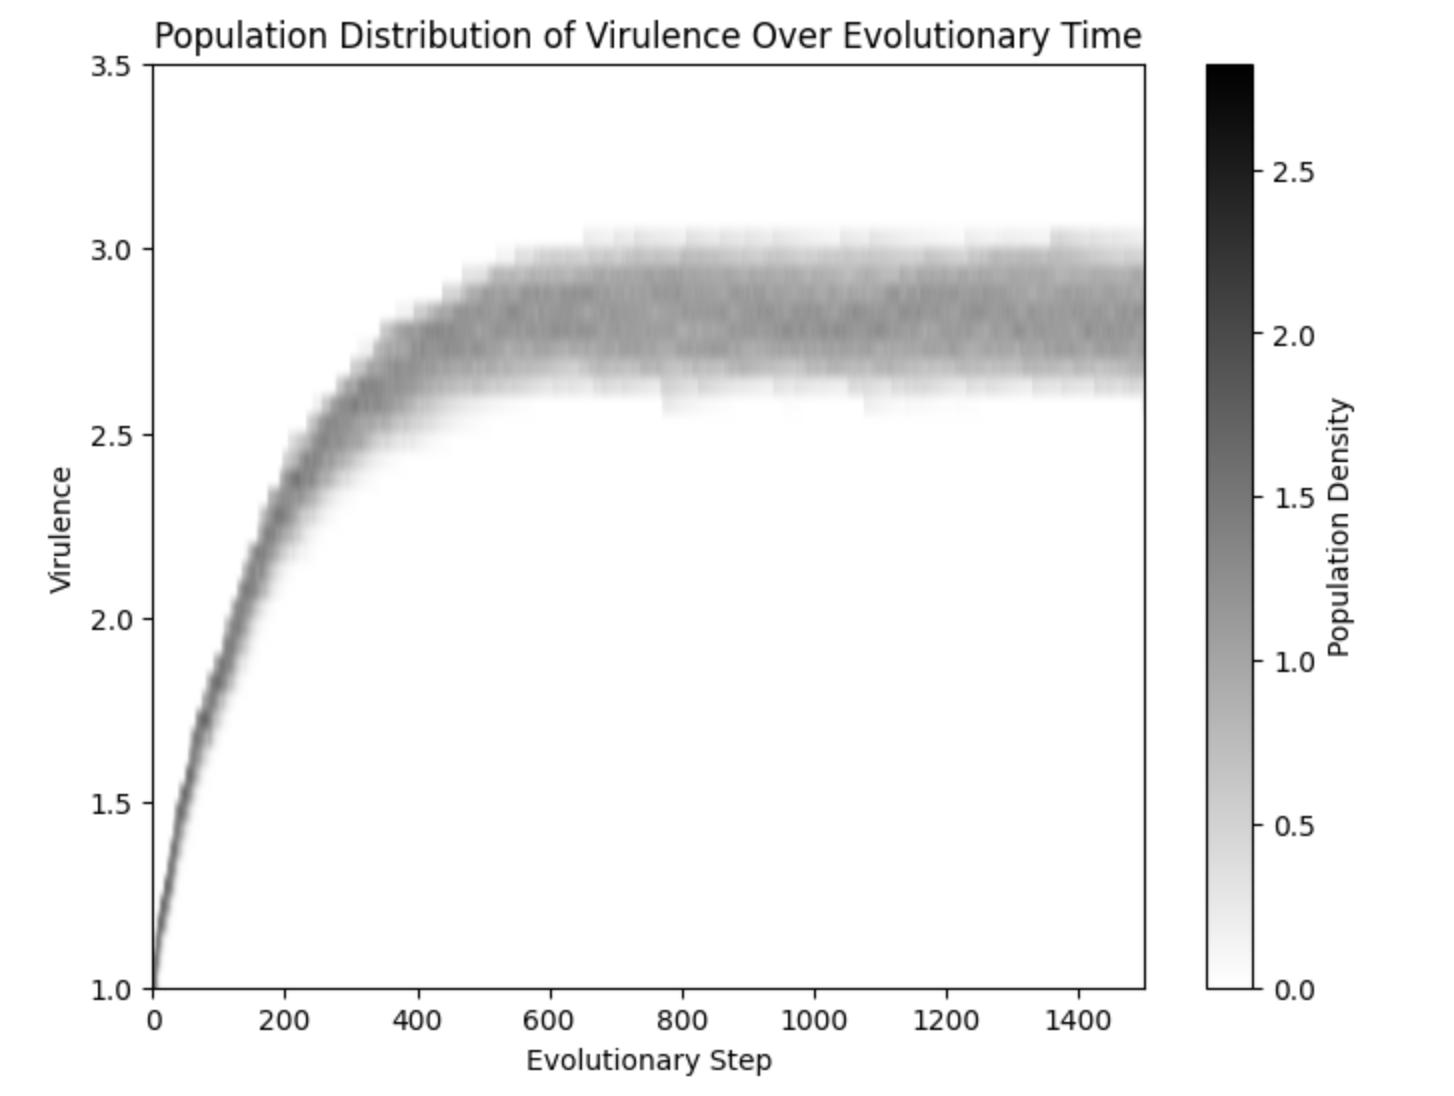 Population Distribution of Virulence Over Evolutionary Time
3.5
3.0
2.5
2.0
1.5
1.0
Virulence
0 200 400 600 800 1000 1200 1400
Evolutionary Step
2.5
2.0
1.5
1.0
0.5
0.0
Population Density